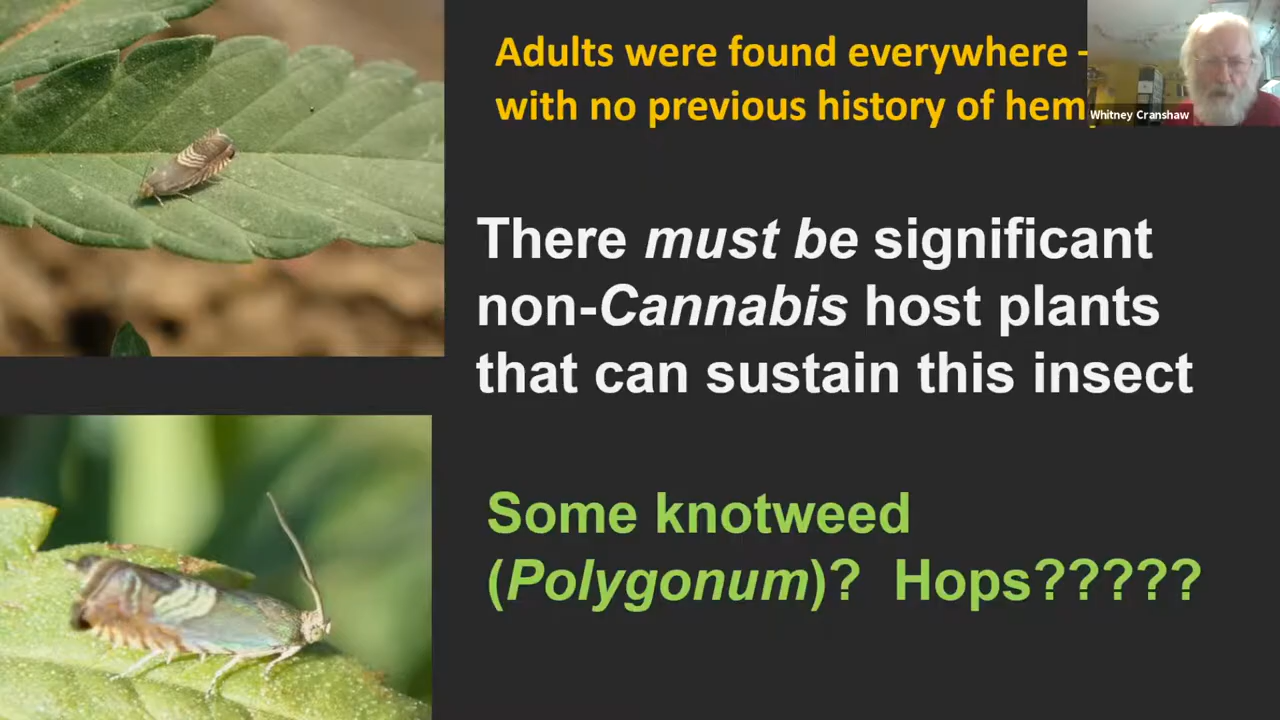 Adults were found everywhere -
with no previous history of hem
Whitney Cranshaw
There must be significant
non-Cannabis host plants
that can sustain this insect
Some knotweed
(Polygonum)? Hops?????